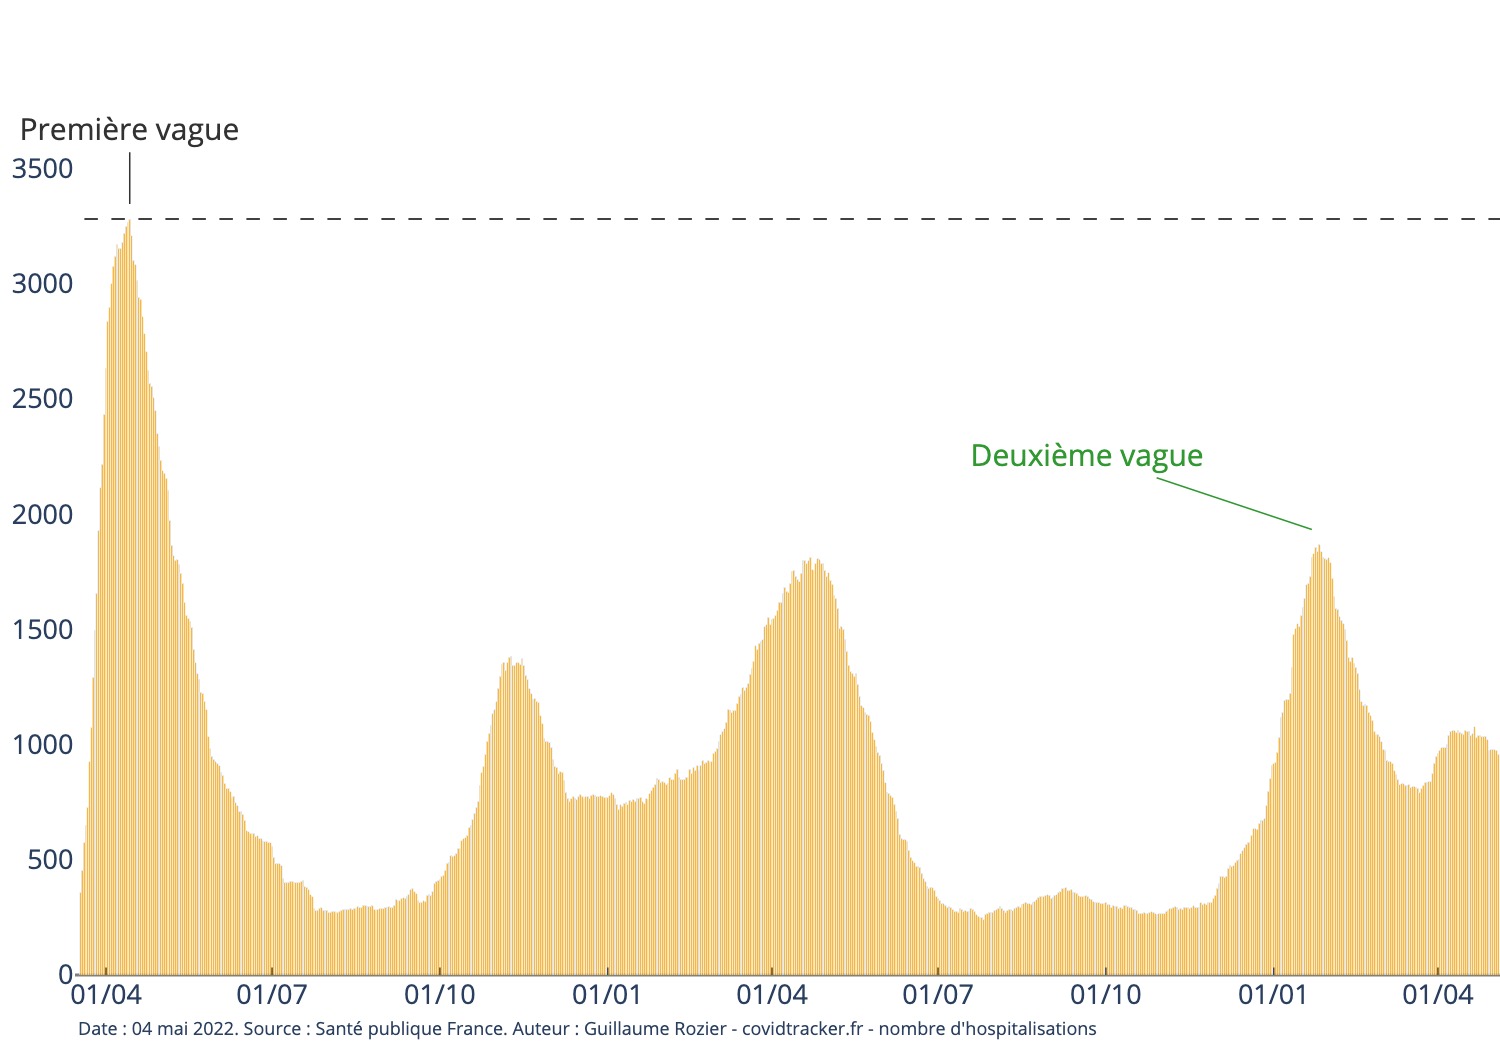 Première vague
3500
3000
2500
Deuxième vague
2000
1500
1000
500
0
01/04 01/07 01/10 01/01 01/04 01/07 01/10 01/01 01/04
Date : 04 mai 2022. Source : Santé publique France. Auteur : Guillaume Rozier - covidtracker.fr - nombre d'hospitalisations